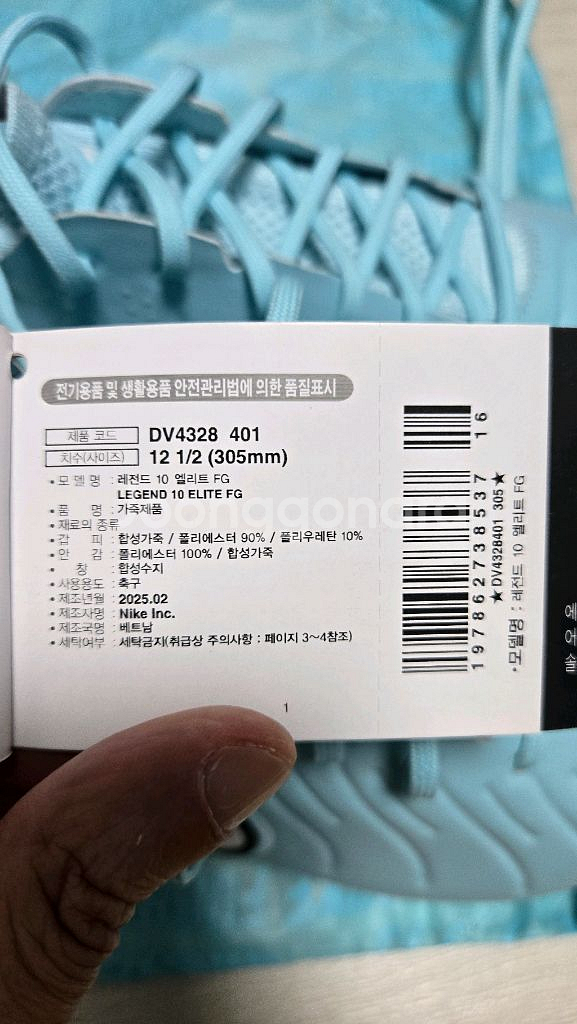 전기용품 및 생활용품 안전관리법에 의한 품질표시
제품 코드 DV4328 401
치수(사이즈) 12 1/2 (305mm)
• 모 델 명 : 레전드 10 엘리트 FG
LEGEND 10 ELITE FG
• 품 명 : 가죽제품
• 재료의 종류
갑 피 : 합성가죽 / 폴리에스터 90% / 폴리우레탄 10%
안 감 : 폴리에스터 100% / 합성가죽
창 : 합성수지
• 사용용도 : 축구
• 제조년월 : 2025.02
• 제조자명 : Nike Inc.
• 제조국명 : 베트남
• 세탁여부 : 세탁금지(취급상 주의사항 : 페이지 3~4참조)
1
16
197862738537
★DV4328401 305★
•모델명 : 레전드 10 엘리트 FG
에
어
솔
joonggonara